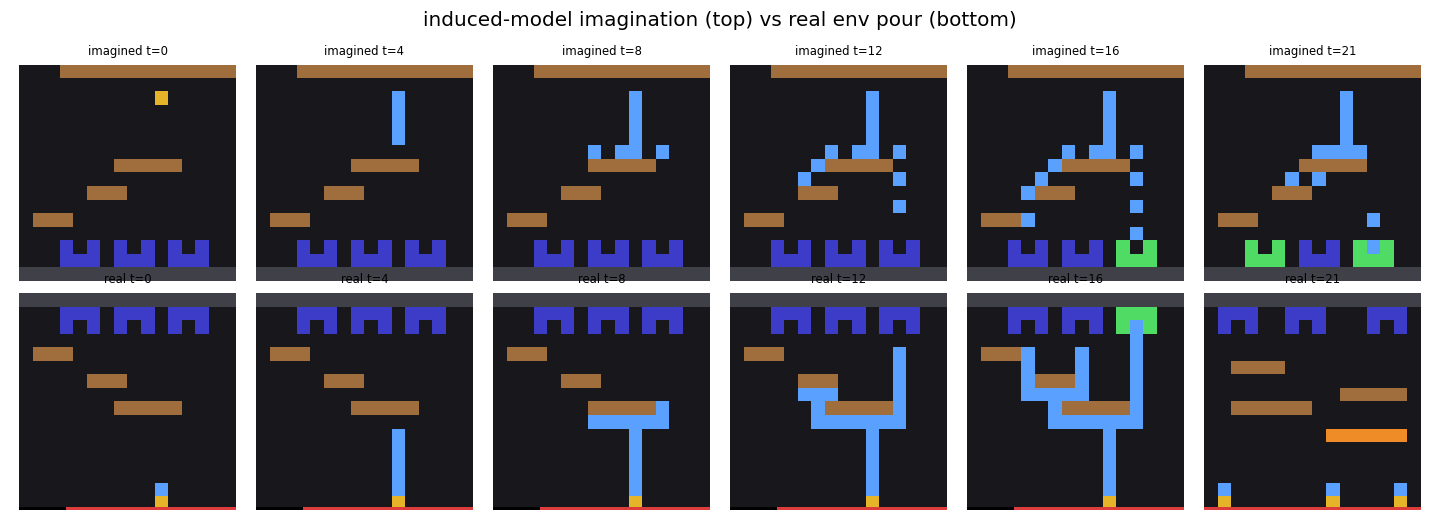 induced-model imagination (top) vs real env pour (bottom)
imagined t=0
imagined t=4
imagined t=8
imagined t=12
imagined t=16
imagined t=21
real t=0
real t=4
real t=8
real t=12
real t=16
real t=21